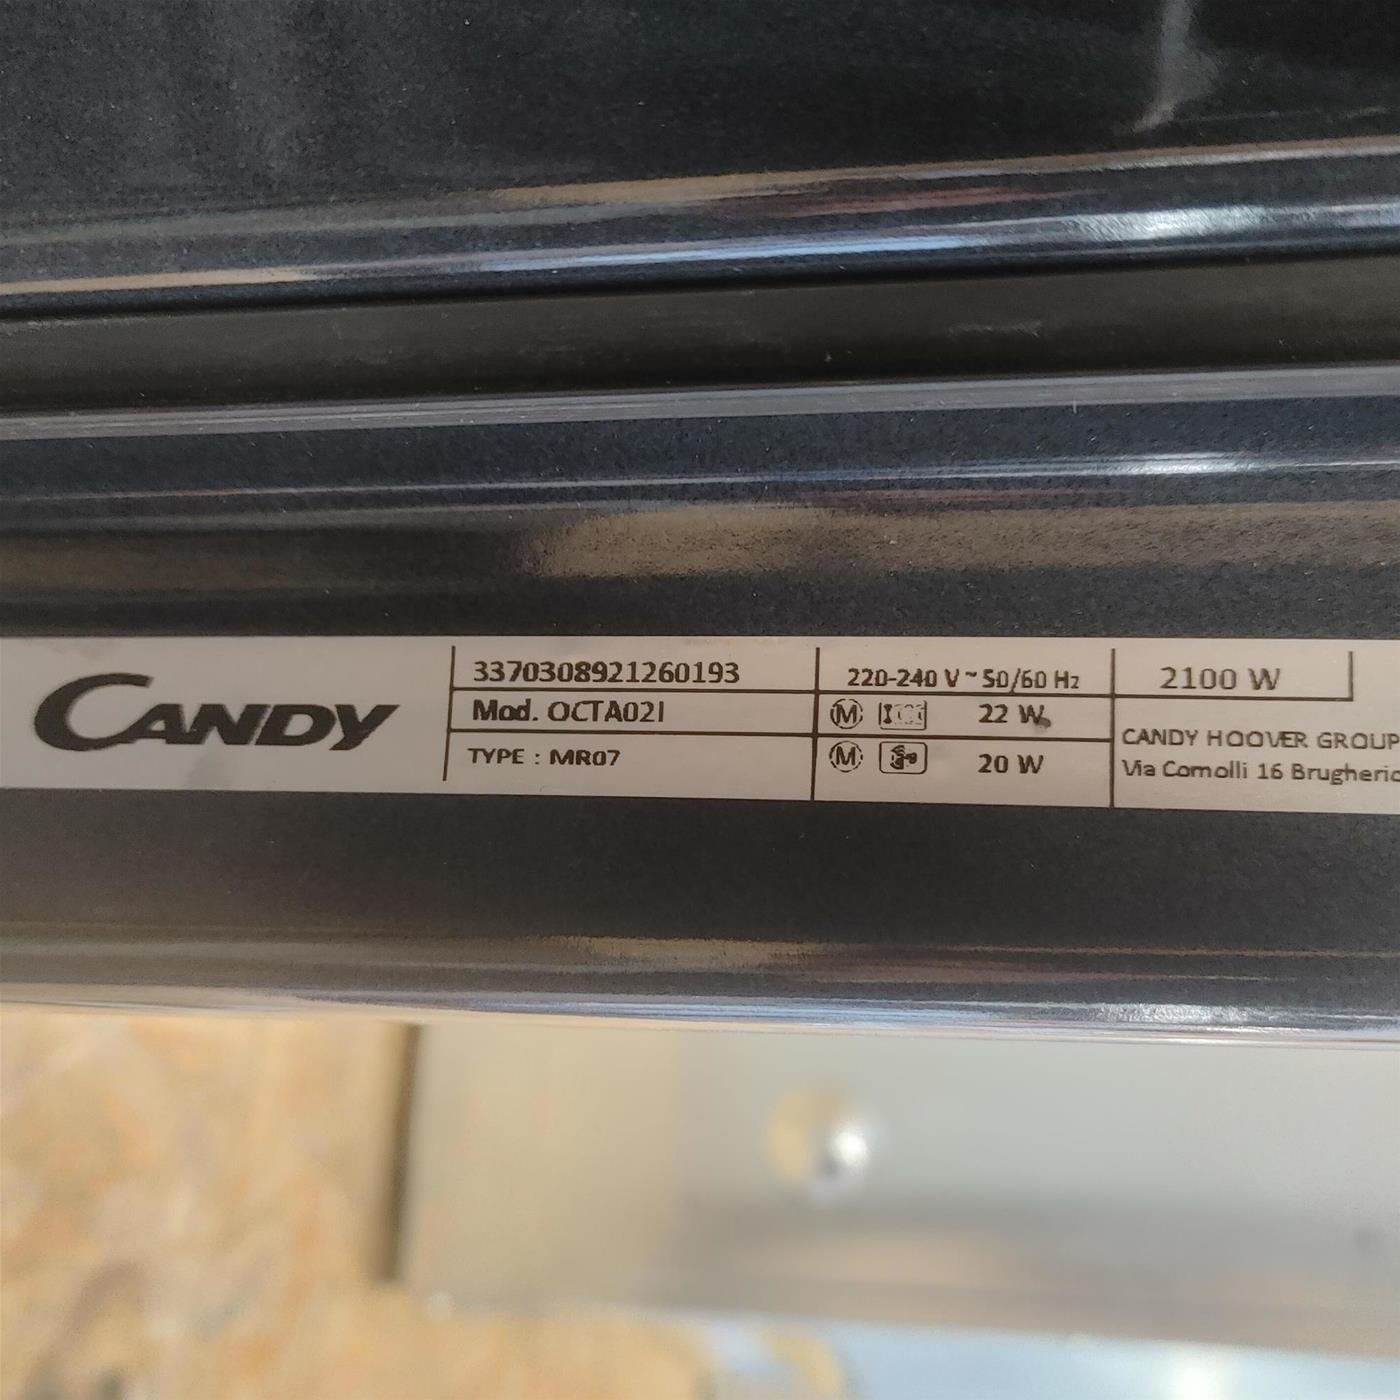 CANDY
3370308921260193
Mod. OCTA02I
TYPE : MR07
220-240 V ~ 50/60 Hz
M 22 W
M 20 W
2100 W
CANDY HOOVER GROUP
Via Comolli 16 Brugherio